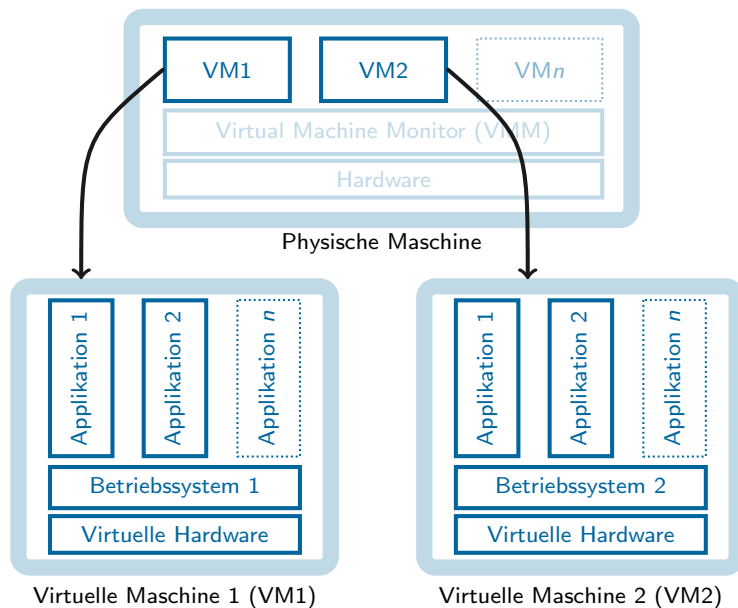 VM1
VM2
VMn
Virtual Machine Monitor (VMM)
Hardware
Physische Maschine
Applikation 1
Applikation 2
Applikation n
Betriebssystem 1
Virtuelle Hardware
Virtuelle Maschine 1 (VM1)
Applikation 1
Applikation 2
Applikation n
Betriebssystem 2
Virtuelle Hardware
Virtuelle Maschine 2 (VM2)